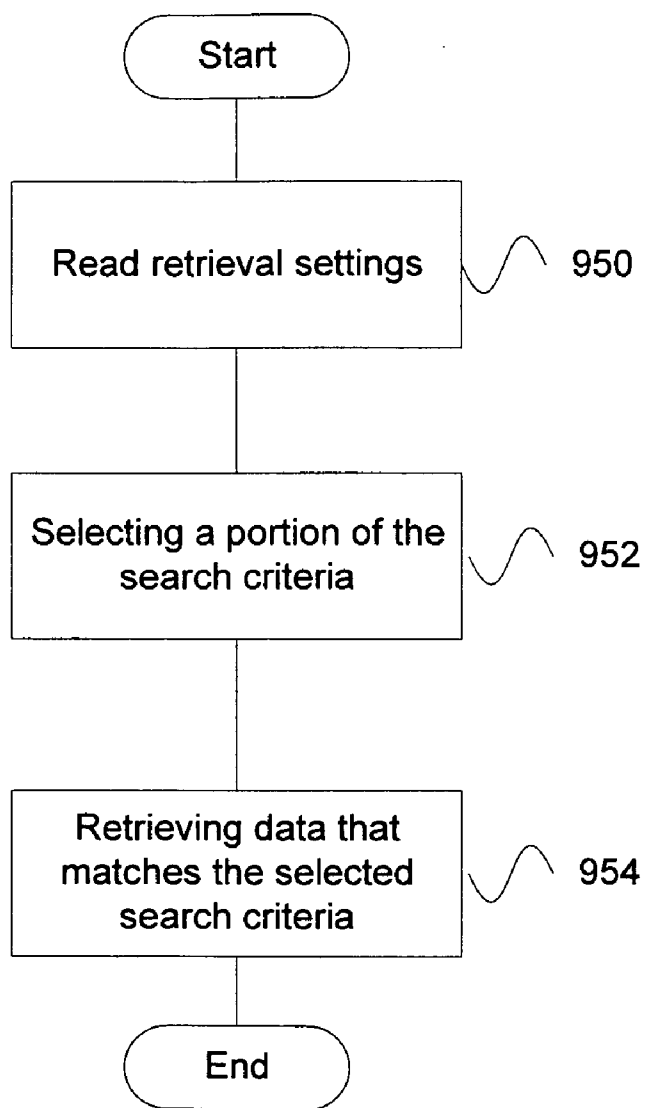 Start
Read retrieval settings
950
Selecting a portion of the
search criteria
952
Retrieving data that
matches the selected
search criteria
954
End